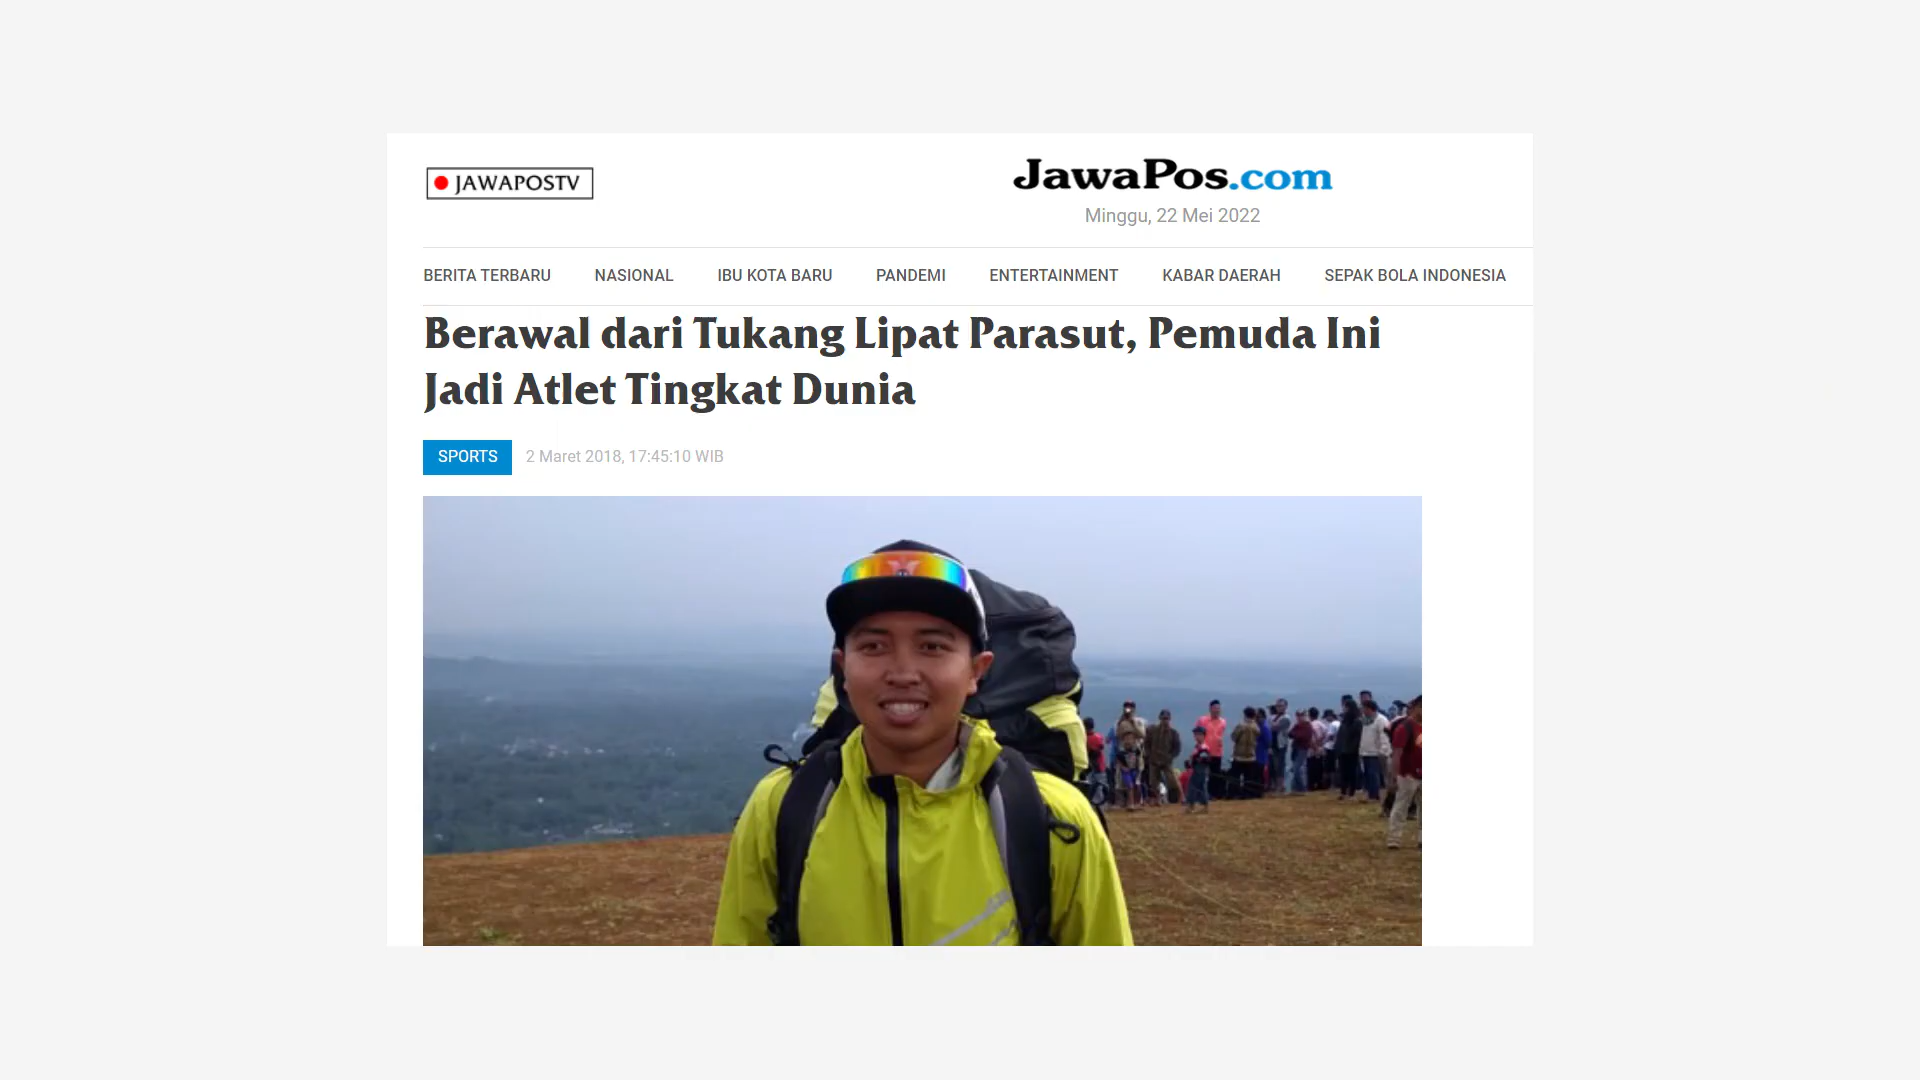 JAWAPOSTV
JawaPos.com
Minggu, 22 Mei 2022
BERITA TERBARU NASIONAL IBU KOTA BARU PANDEMI ENTERTAINMENT KABAR DAERAH SEPAK BOLA INDONESIA
Berawal dari Tukang Lipat Parasut, Pemuda Ini
Jadi Atlet Tingkat Dunia
SPORTS 2 Maret 2018, 17:45:10 WIB